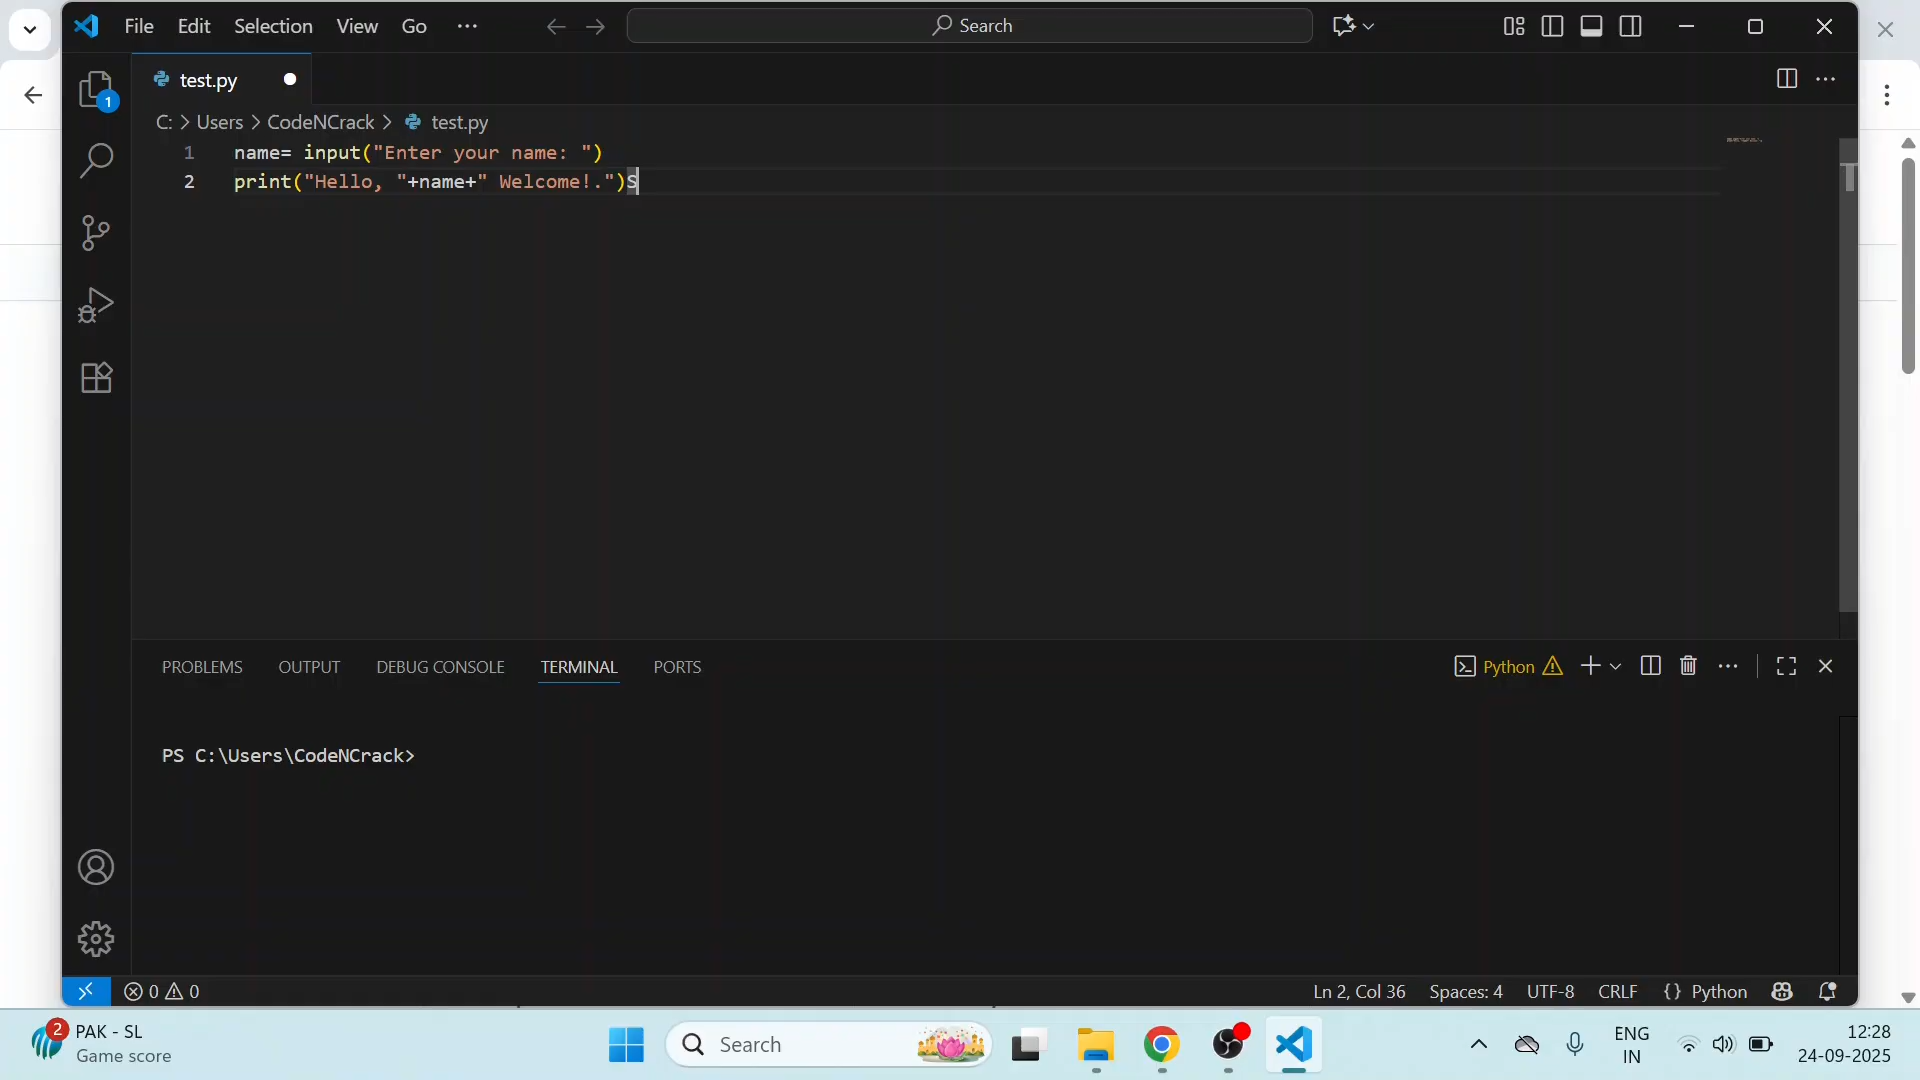 File Edit Selection View Go ··· Search
test.py
C: > Users > CodeNCrack > test.py
1 name= input("Enter your name: ")
2 print("Hello, "+name+" Welcome!.")S
1
PROBLEMS OUTPUT DEBUG CONSOLE TERMINAL PORTS Python
PS C:\Users\CodeNCrack>
0 0 Ln 2, Col 36 Spaces: 4 UTF-8 CRLF {} Python
2 PAK - SL
Game score
Search
ENG
IN
12:28
24-09-2025